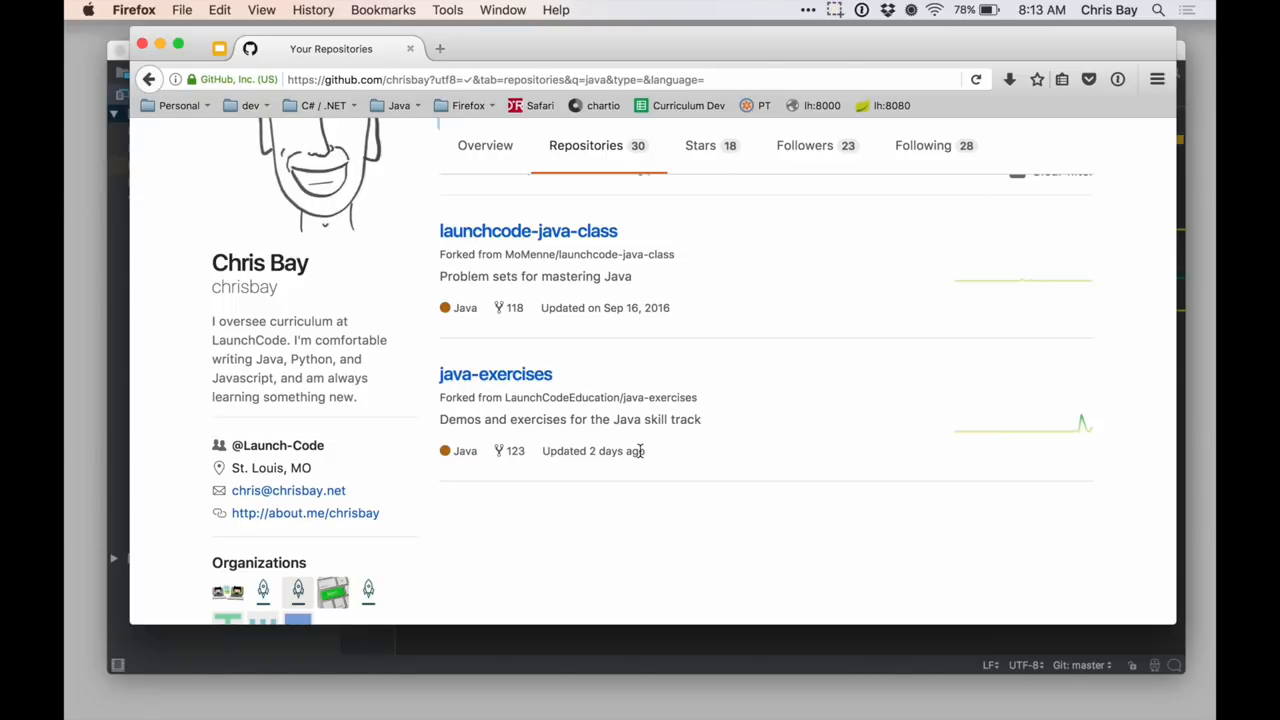 Firefox File Edit View History Bookmarks Tools Window Help 78% 8:13 AM Chris Bay
Your Repositories
GitHub, Inc. (US) https://github.com/chrisbay?utf8=✓&tab=repositories&q=java&type=&language=
Personal dev C# / .NET Java Firefox Safari chartio Curriculum Dev PT lh:8000 lh:8080
Overview Repositories 30 Stars 18 Followers 23 Following 28
launchcode-java-class
Forked from MoMenne/launchcode-java-class
Problem sets for mastering Java
Java 118 Updated on Sep 16, 2016
java-exercises
Forked from LaunchCodeEducation/java-exercises
Demos and exercises for the Java skill track
Java 123 Updated 2 days ago
Chris Bay
chrisbay
I oversee curriculum at
LaunchCode. I'm comfortable
writing Java, Python, and
Javascript, and am always
learning something new.
@Launch-Code
St. Louis, MO
chris@chrisbay.net
http://about.me/chrisbay
Organizations
LF UTF-8 Git: master